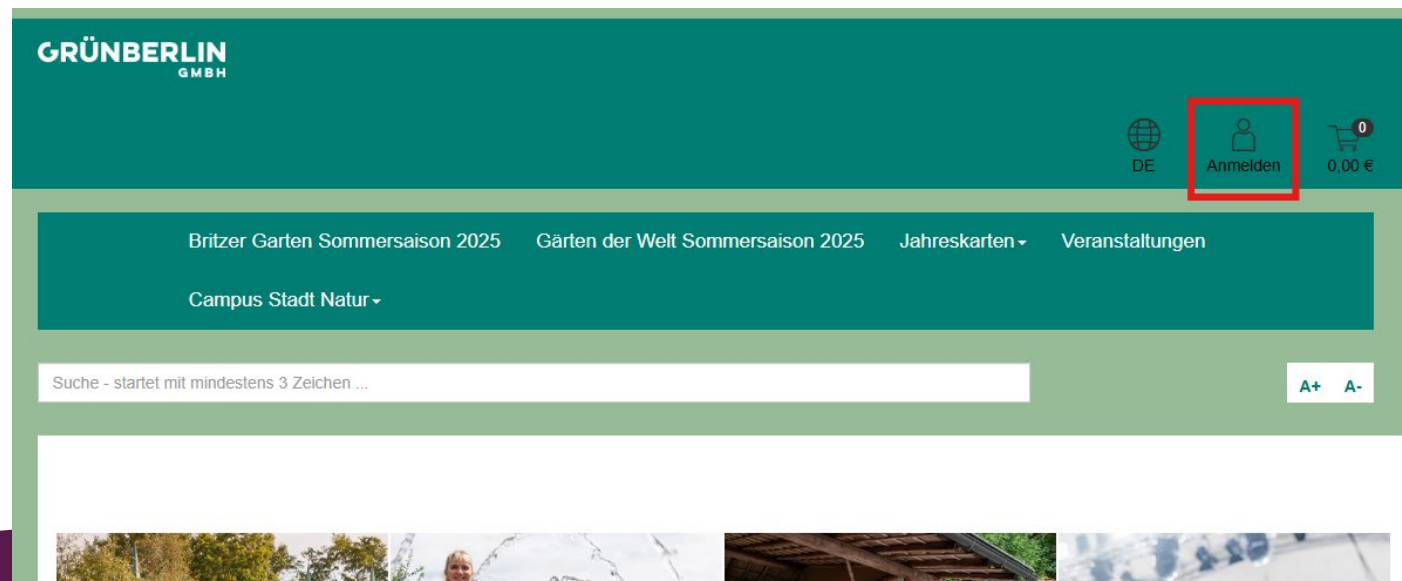 GRÜNBERLIN
GMBH
0
DE Anmelden 0,00 €
Britzer Garten Sommersaison 2025 Gärten der Welt Sommersaison 2025 Jahreskarten Veranstaltungen
Campus Stadt Natur
Suche - startet mit mindestens 3 Zeichen ...
A+ A-